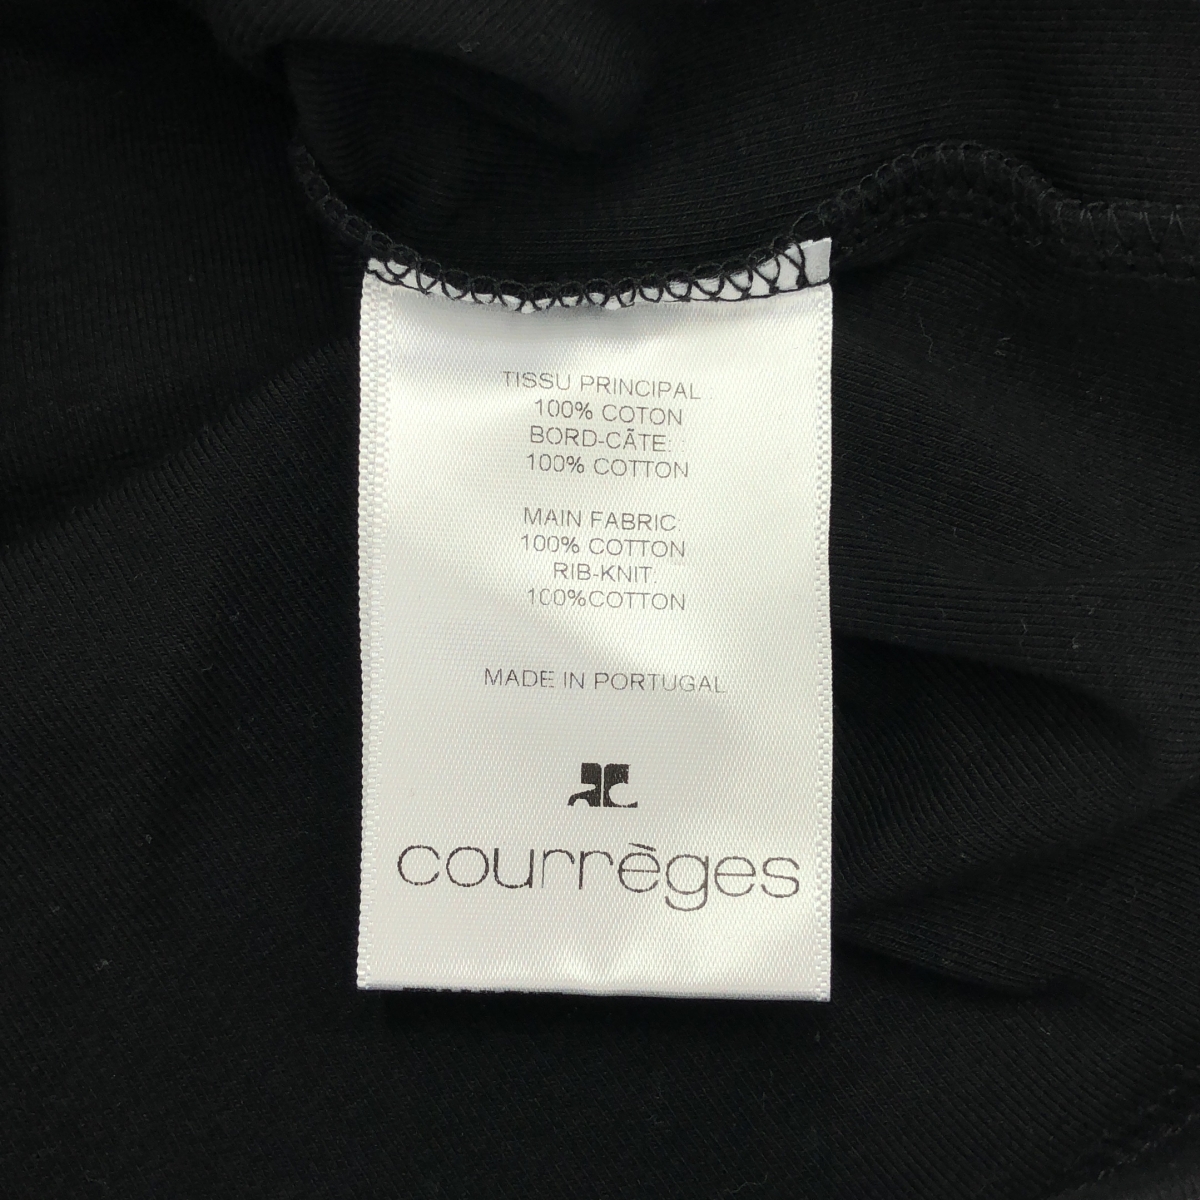 TISSU PRINCIPAL :
100% COTON
BORD-CÃTE: :
100% COTTON
MAIN FABRIC:
100% COTTON
RIB-KNIT:
100%COTTON
MADE IN PORTUGAL
courrèges